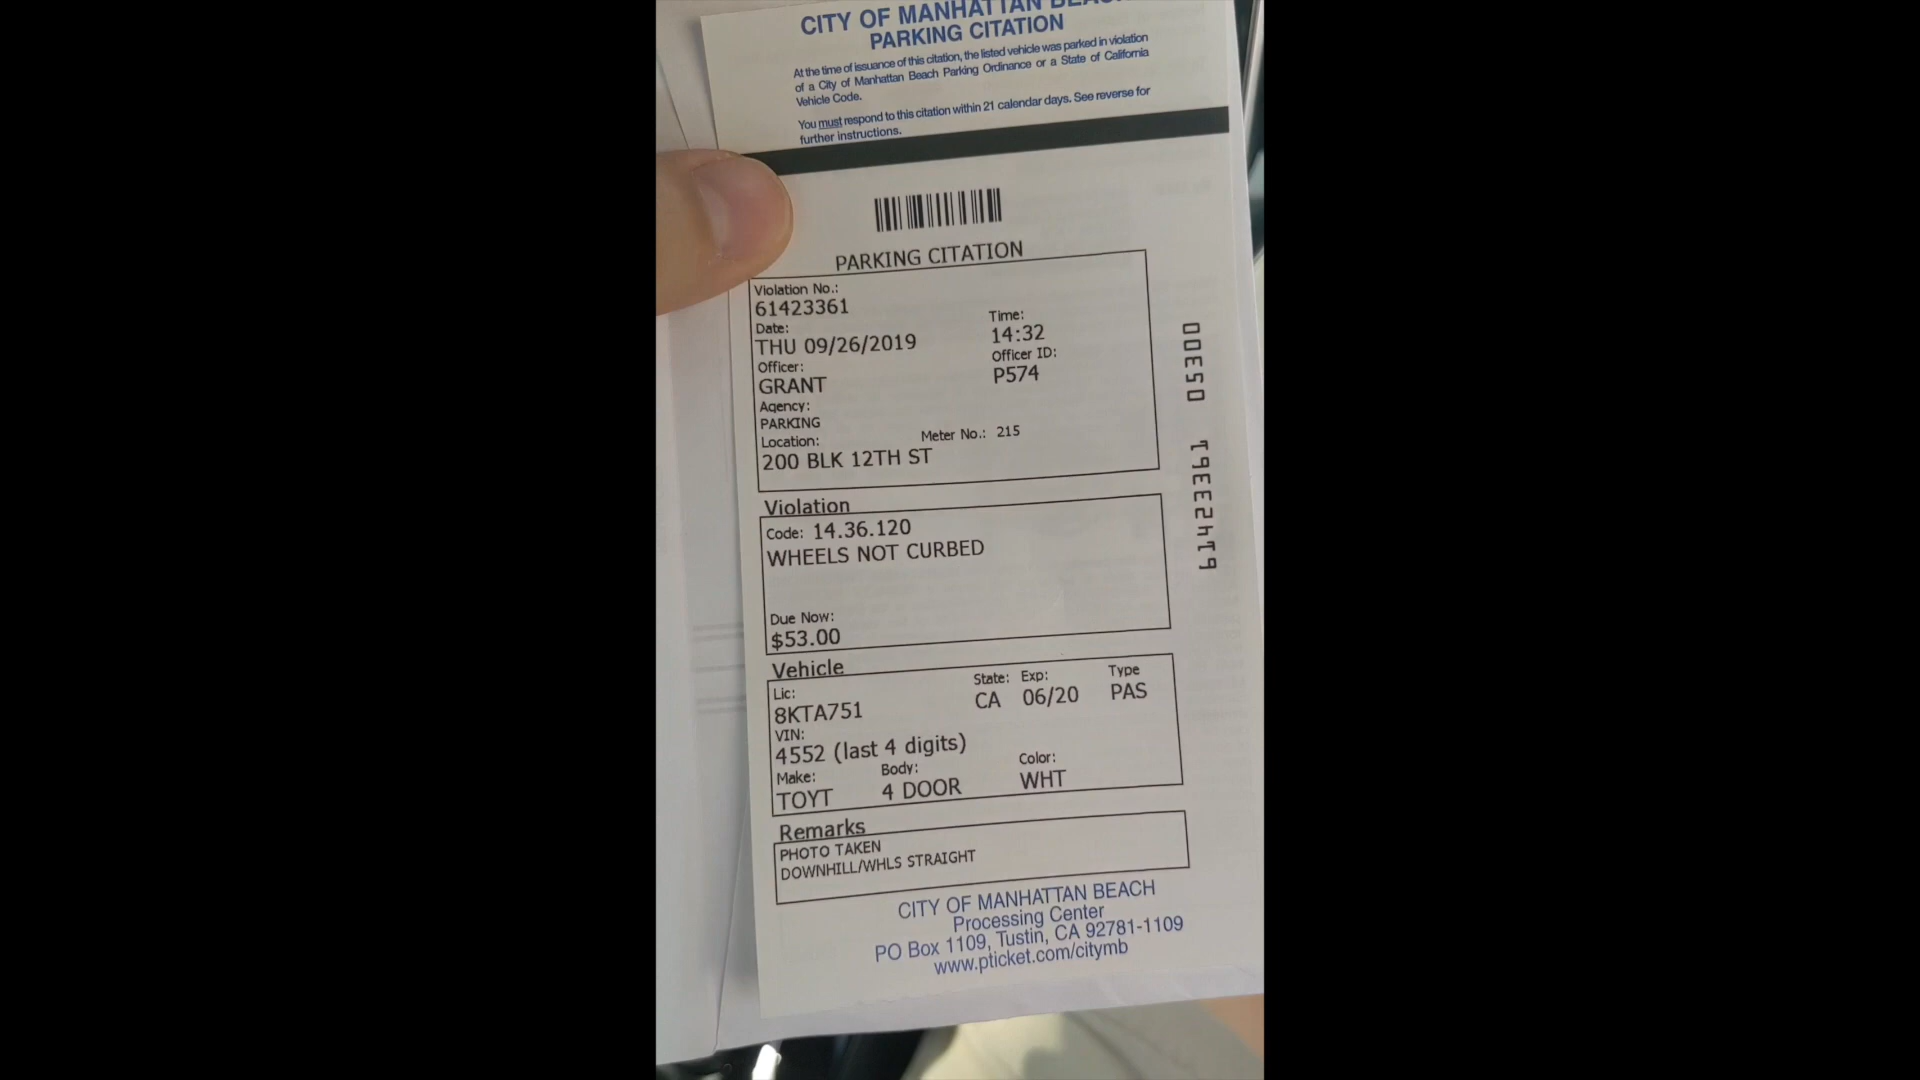 CITY OF MANHATTAN BEACH
PARKING CITATION
At the time of issuance of this citation, the listed vehicle was parked in violation
of a City of Manhattan Beach Parking Ordinance or a State of California
Vehicle Code.
You must respond to this citation within 21 calendar days. See reverse for
further instructions.
PARKING CITATION
Violation No.:
61423361
Date: Time:
THU 09/26/2019 14:32
Officer: Officer ID:
GRANT P574
Agency:
PARKING
Location: Meter No.: 215
200 BLK 12TH ST
Violation
Code: 14.36.120
WHEELS NOT CURBED
Due Now:
$53.00
Vehicle
Lic: State: Exp: Type
8KTA751 CA 06/20 PAS
VIN:
4552 (last 4 digits)
Make: Body: Color:
TOYT 4 DOOR WHT
Remarks
PHOTO TAKEN
DOWNHILL/WHLS STRAIGHT
CITY OF MANHATTAN BEACH
Processing Center
PO Box 1109, Tustin, CA 92781-1109
www.pticket.com/citymb
61423361 05300